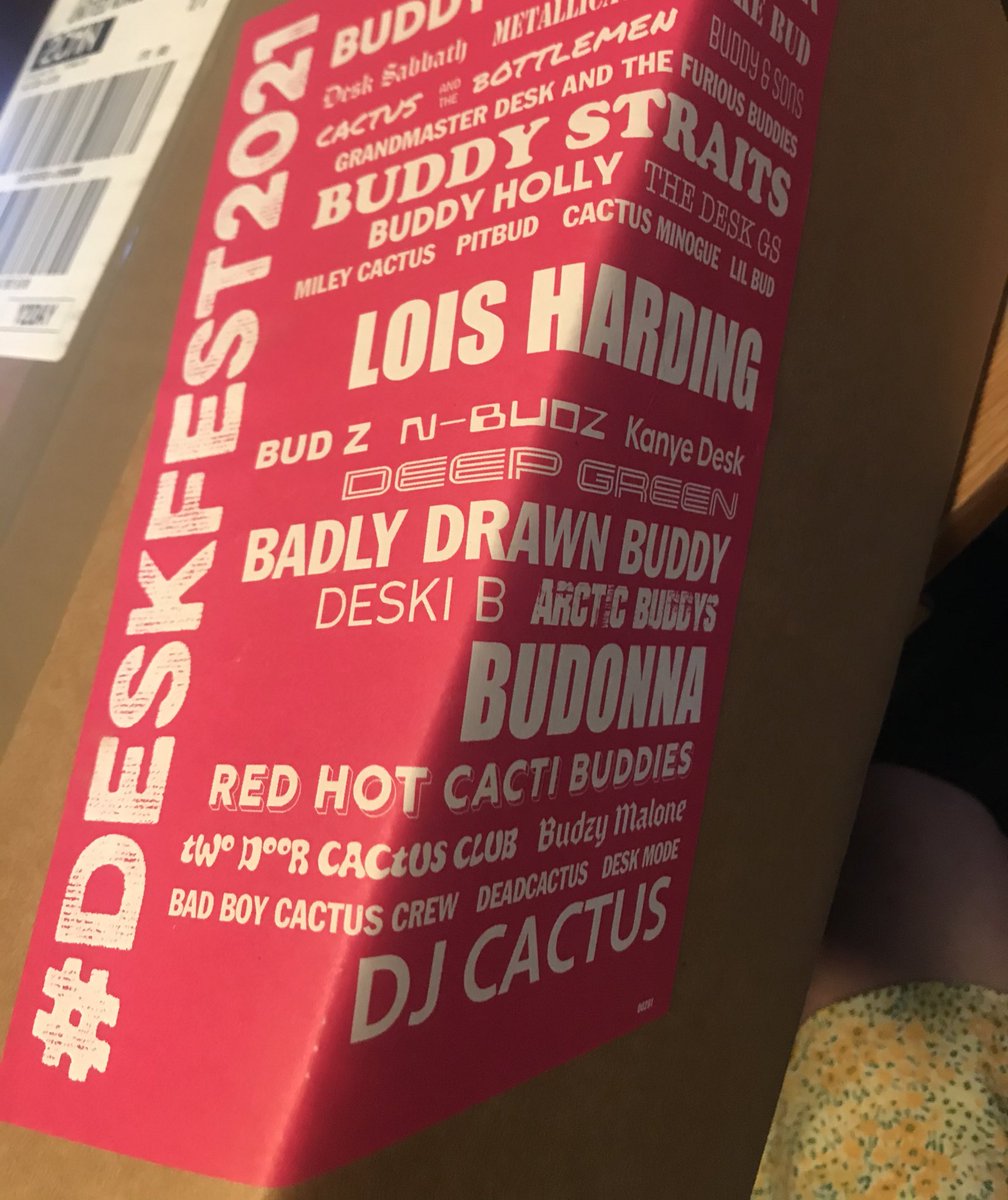 #DESKFEST2021
BUDDY
Desk Sabbath METALLICA
BUD
CACTUS AND THE BOTTLEMEN BUDDY & SONS
GRANDMASTER DESK AND THE FURIOUS BUDDIES
BUDDY STRAITS
BUDDY HOLLY THE DESK GS
MILEY CACTUS PITBUD CACTUS MINOGUE LIL BUD
LOIS HARDING
BUD Z N-BUDZ Kanye Desk
DEEP GREEN
BADLY DRAWN BUDDY
DESKI B ARCTIC BUDDYS
BUDONNA
RED HOT CACTI BUDDIES
tWo DooR CACtUS CLUB Budzy Malone
BAD BOY CACTUS CREW DEADCACTUS DESK MODE
DJ CACTUS